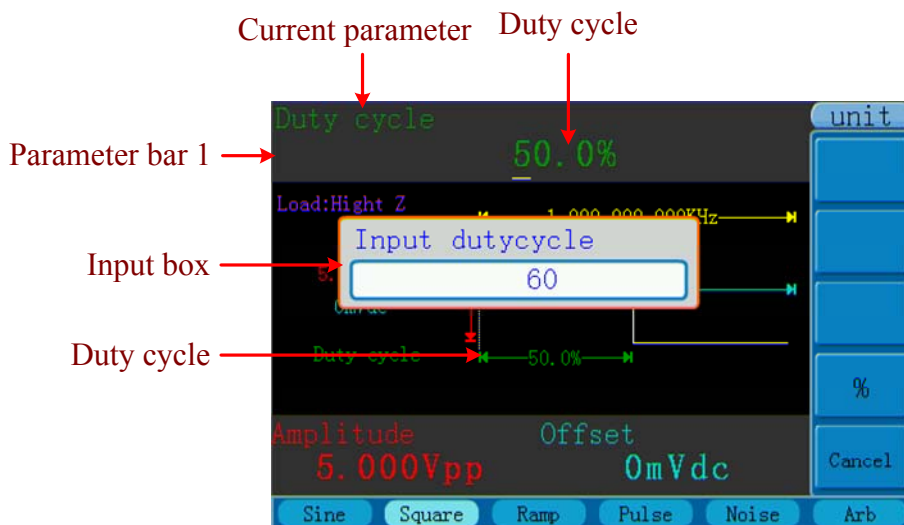 Current parameter
Duty cycle
Duty cycle
unit
Parameter bar 1
50.0%
Load:Hight Z
Input dutycycle
Input box
60
0mVdc
Duty cycle
Duty cycle
50.0%
%
Amplitude
Offset
5.000Vpp
0mVdc
Cancel
Sine
Square
Ramp
Pulse
Noise
Arb